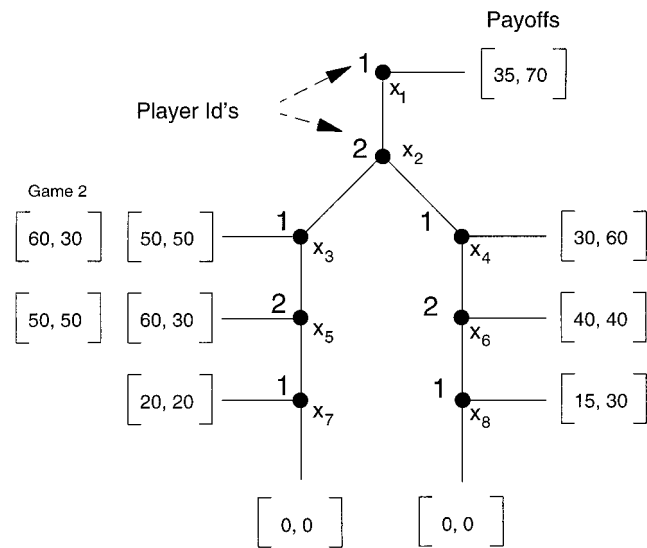 Payoffs
1
[35, 70]
x1
Player Id's
2
x2
Game 2
[60, 30]
[50, 50]
1
x3
1
x4
[30, 60]
[50, 50]
[60, 30]
2
x5
2
x6
[40, 40]
[20, 20]
1
x7
1
x8
[15, 30]
[0, 0]
[0, 0]